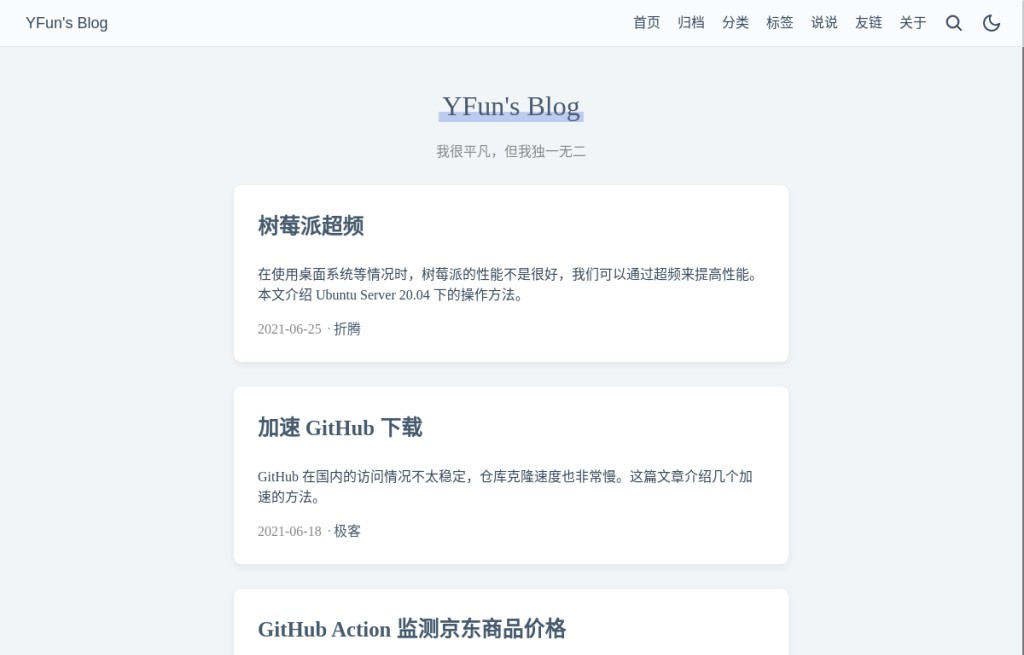 YFun's Blog
首页 归档 分类 标签 说说 友链 关于
YFun's Blog
我很平凡，但我独一无二
树莓派超频
在使用桌面系统等情况时，树莓派的性能不是很好，我们可以通过超频来提高性能。
本文介绍 Ubuntu Server 20.04 下的操作方法。
2021-06-25 · 折腾
加速 GitHub 下载
GitHub 在国内的访问情况不太稳定，仓库克隆速度也非常慢。这篇文章介绍几个加
速的方法。
2021-06-18 · 极客
GitHub Action 监测京东商品价格